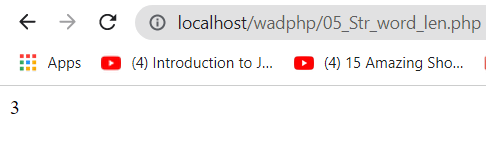 localhost/wadphp/05_Str_word_len.php
Apps (4) Introduction to J... (4) 15 Amazing Sho...
3